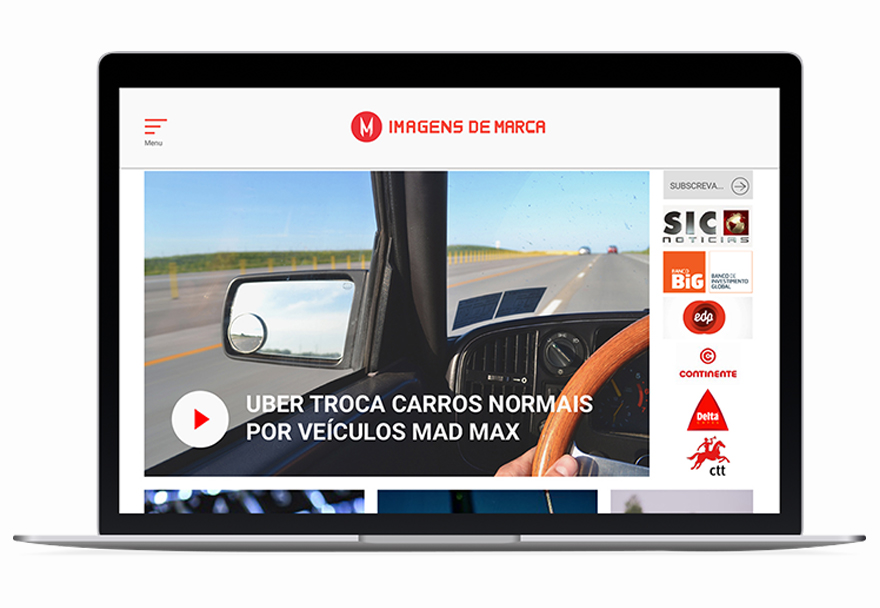 Menu
M IMAGENS DE MARCA
SUBSCREVA...
SIC
NOTICIAS
BANCO
BiG
BANCO DE
INVESTIMENTO
GLOBAL
edp
C
CONTINENTE
Delta
CAFÉS
ctt
UBER TROCA CARROS NORMAIS
POR VEÍCULOS MAD MAX